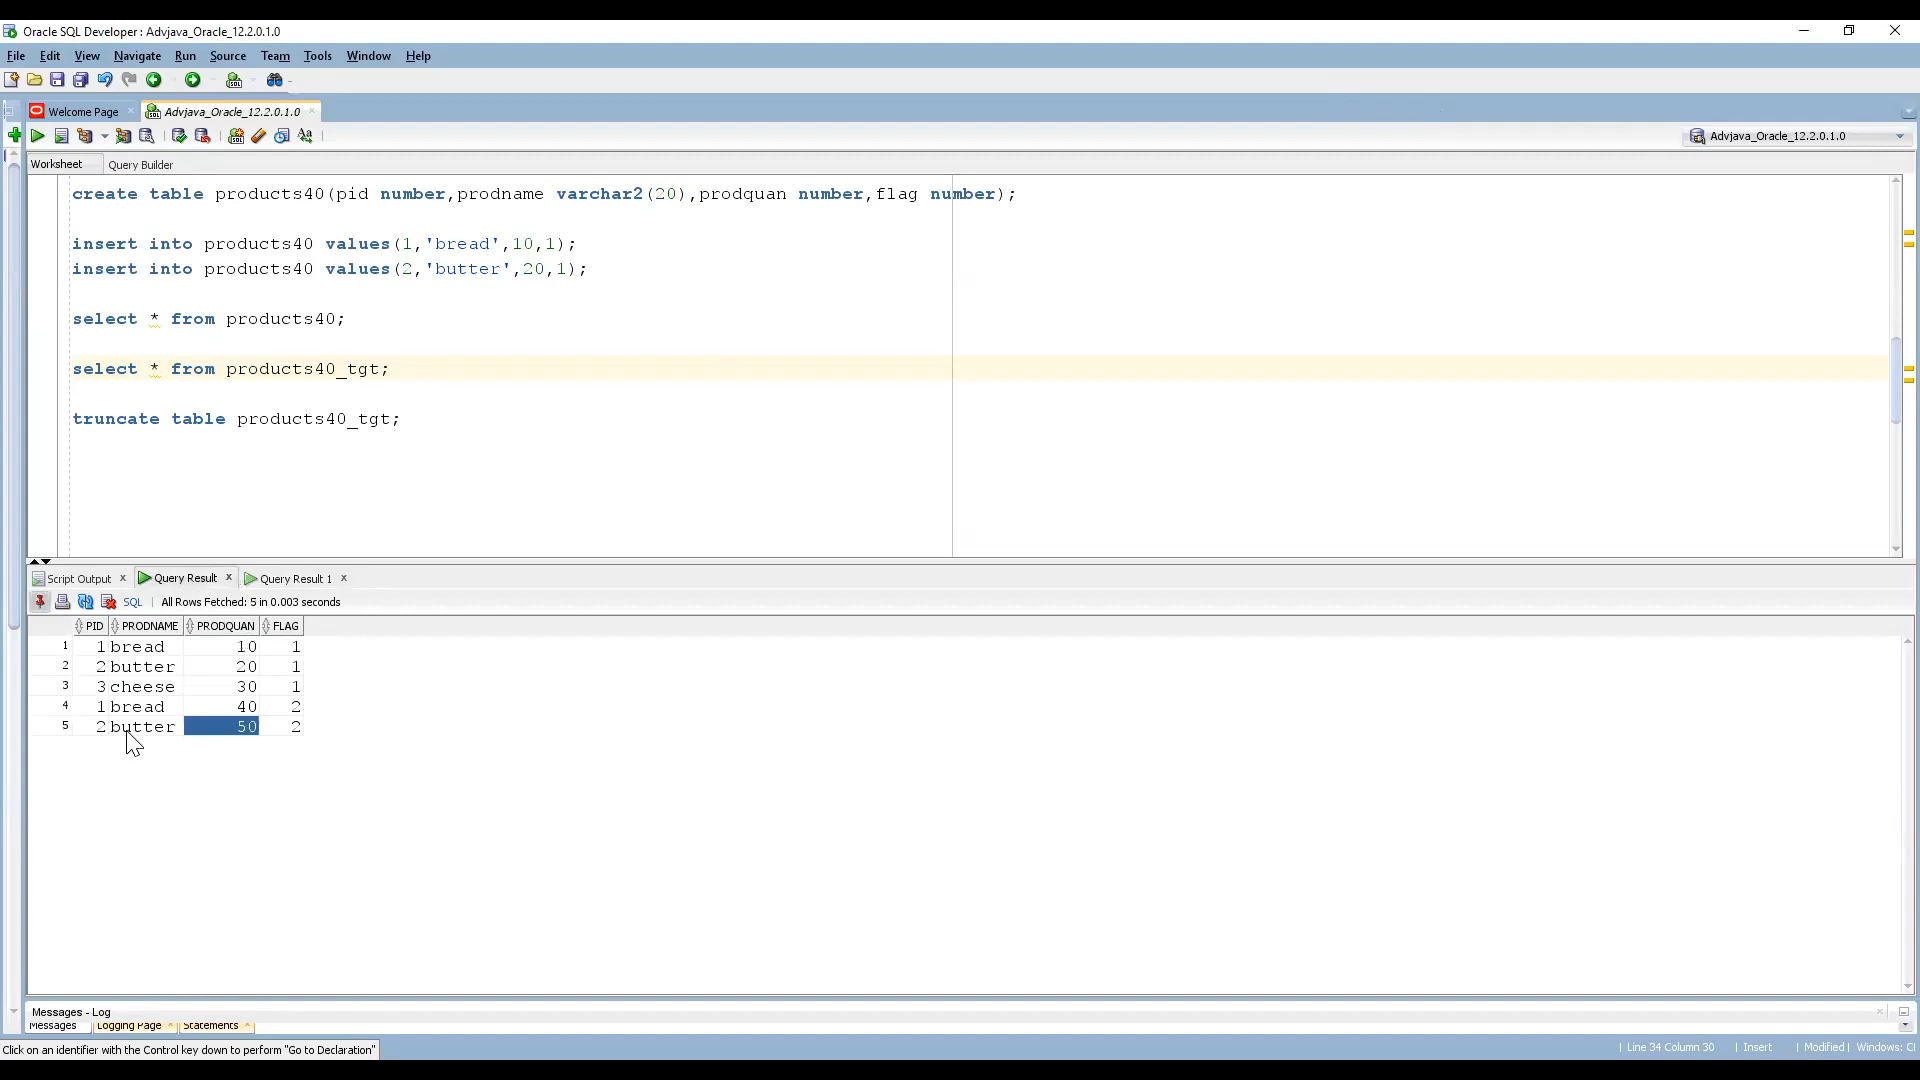 Oracle SQL Developer : Advjava_Oracle_12.2.0.1.0
File Edit View Navigate Run Source Team Tools Window Help
Welcome Page Advjava_Oracle_12.2.0.1.0
Advjava_Oracle_12.2.0.1.0
Worksheet Query Builder
create table products40(pid number,prodname varchar2(20),prodquan number,flag number);
insert into products40 values(1,'bread',10,1);
insert into products40 values(2,'butter',20,1);
select * from products40;
select * from products40_tgt;
truncate table products40_tgt;
Script Output Query Result Query Result 1
SQL All Rows Fetched: 5 in 0.003 seconds
PID PRODNAME PRODQUAN FLAG
1 1 bread 10 1
2 2 butter 20 1
3 3 cheese 30 1
4 1 bread 40 2
5 2 butter 50 2
Messages - Log
Messages Logging Page Statements
Click on an identifier with the Control key down to perform "Go to Declaration"
Line 34 Column 30 Insert Modified Windows: Cl